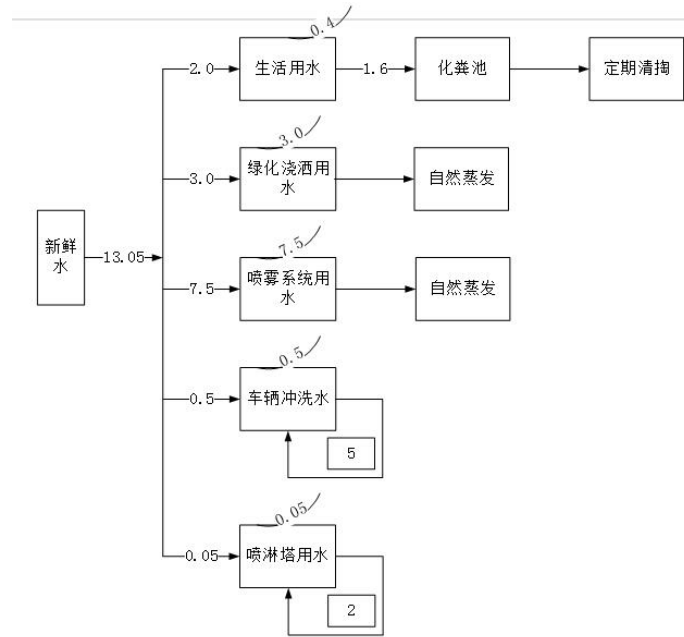 0.4
2.0
生活用水
1.6
化粪池
定期清掏
3.0
3.0
绿化浇洒用
水
自然蒸发
新鲜
水
13.05
7.5
7.5
喷雾系统用
水
自然蒸发
0.5
0.5
车辆冲洗水
5
0.05
0.05
喷淋塔用水
2